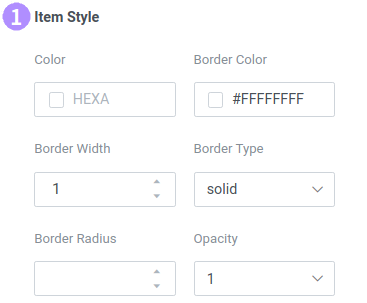 1 Item Style
Color Border Color
HEXA #FFFFFFFF
Border Width Border Type
1 solid
Border Radius Opacity
1